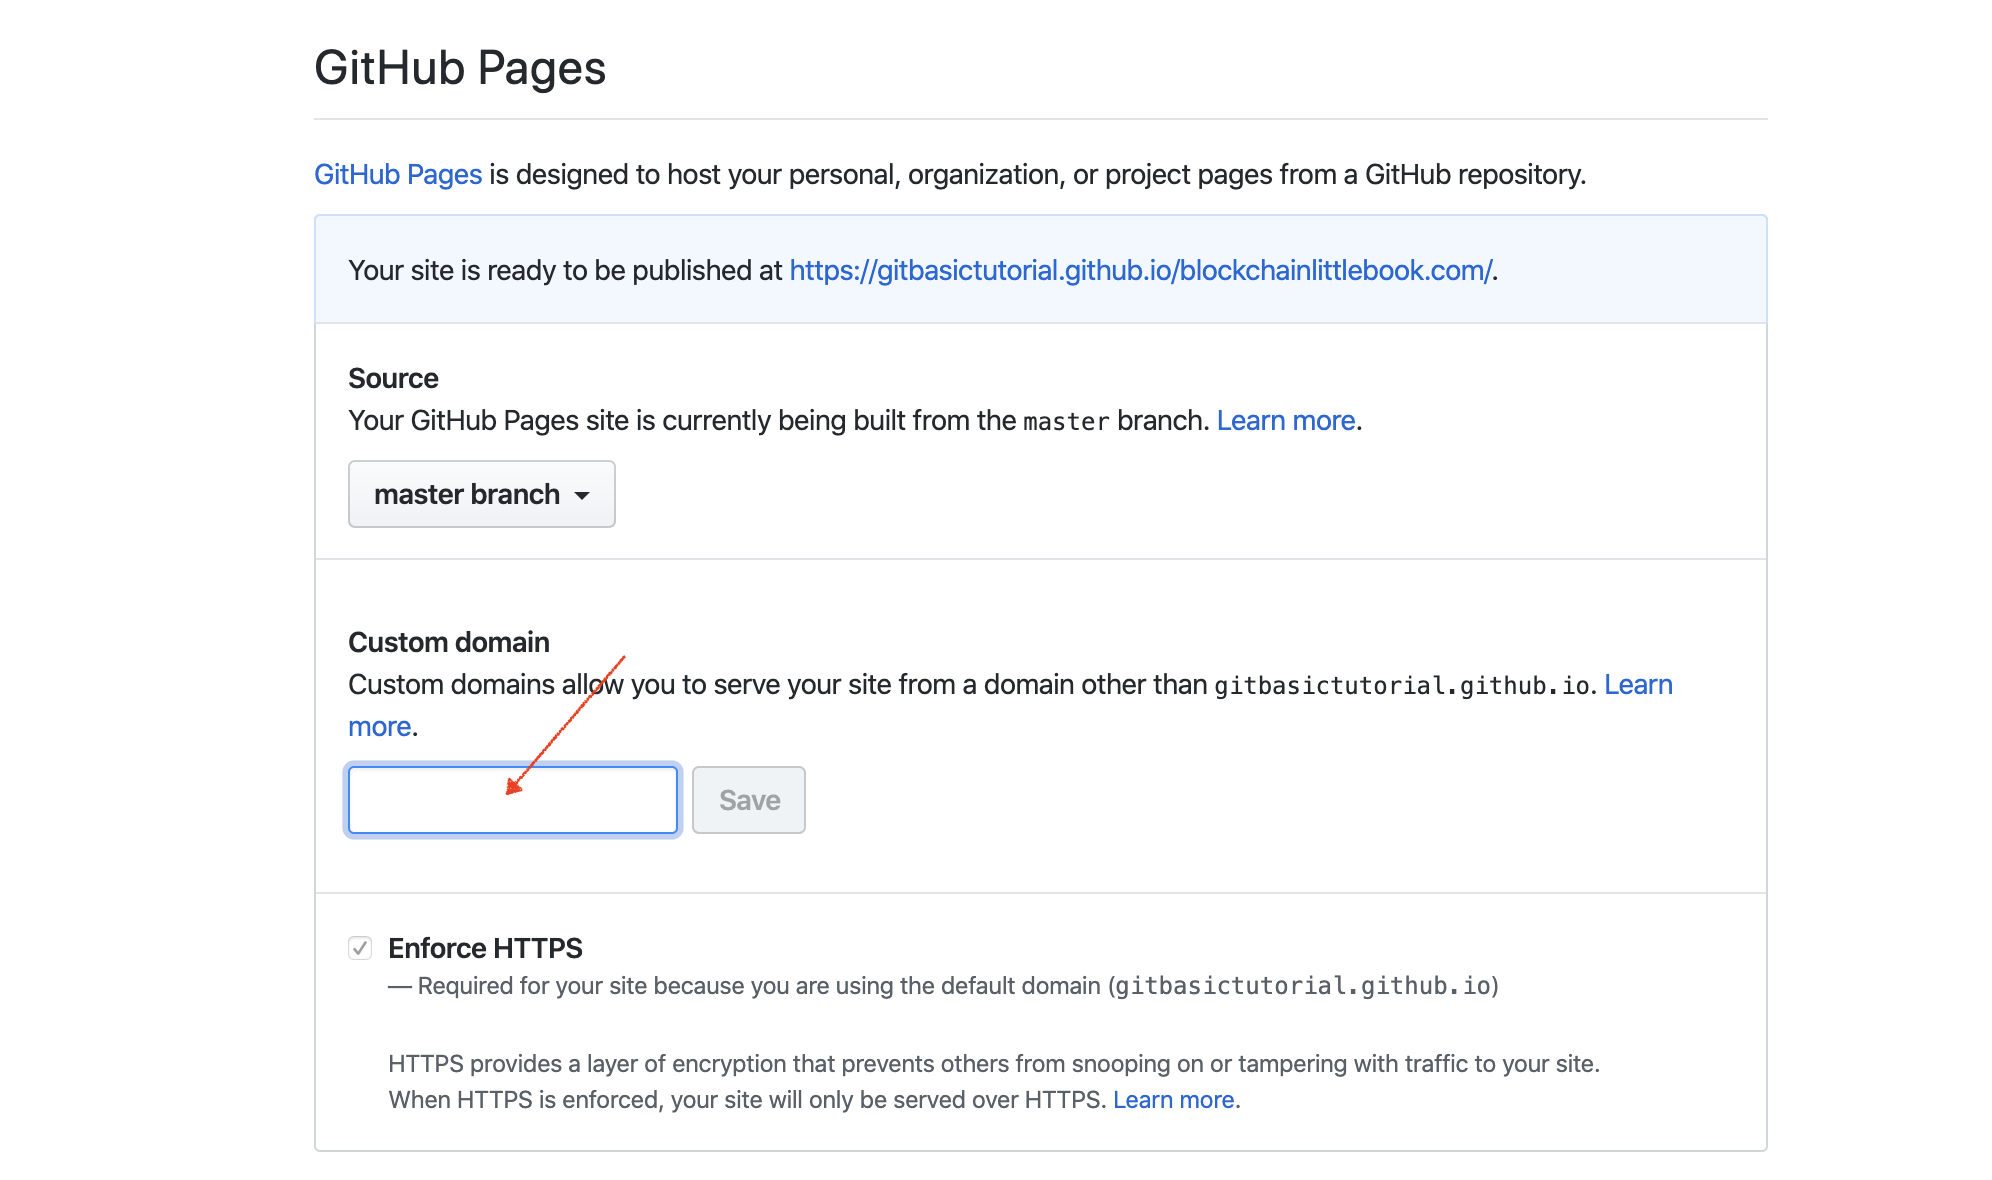 GitHub Pages
GitHub Pages is designed to host your personal, organization, or project pages from a GitHub repository.
Your site is ready to be published at https://gitbasictutorial.github.io/blockchainlittlebook.com/.
Source
Your GitHub Pages site is currently being built from the master branch. Learn more.
master branch
Custom domain
Custom domains allow you to serve your site from a domain other than gitbasictutorial.github.io. Learn
more.
Save
Enforce HTTPS
— Required for your site because you are using the default domain (gitbasictutorial.github.io)
HTTPS provides a layer of encryption that prevents others from snooping on or tampering with traffic to your site.
When HTTPS is enforced, your site will only be served over HTTPS. Learn more.